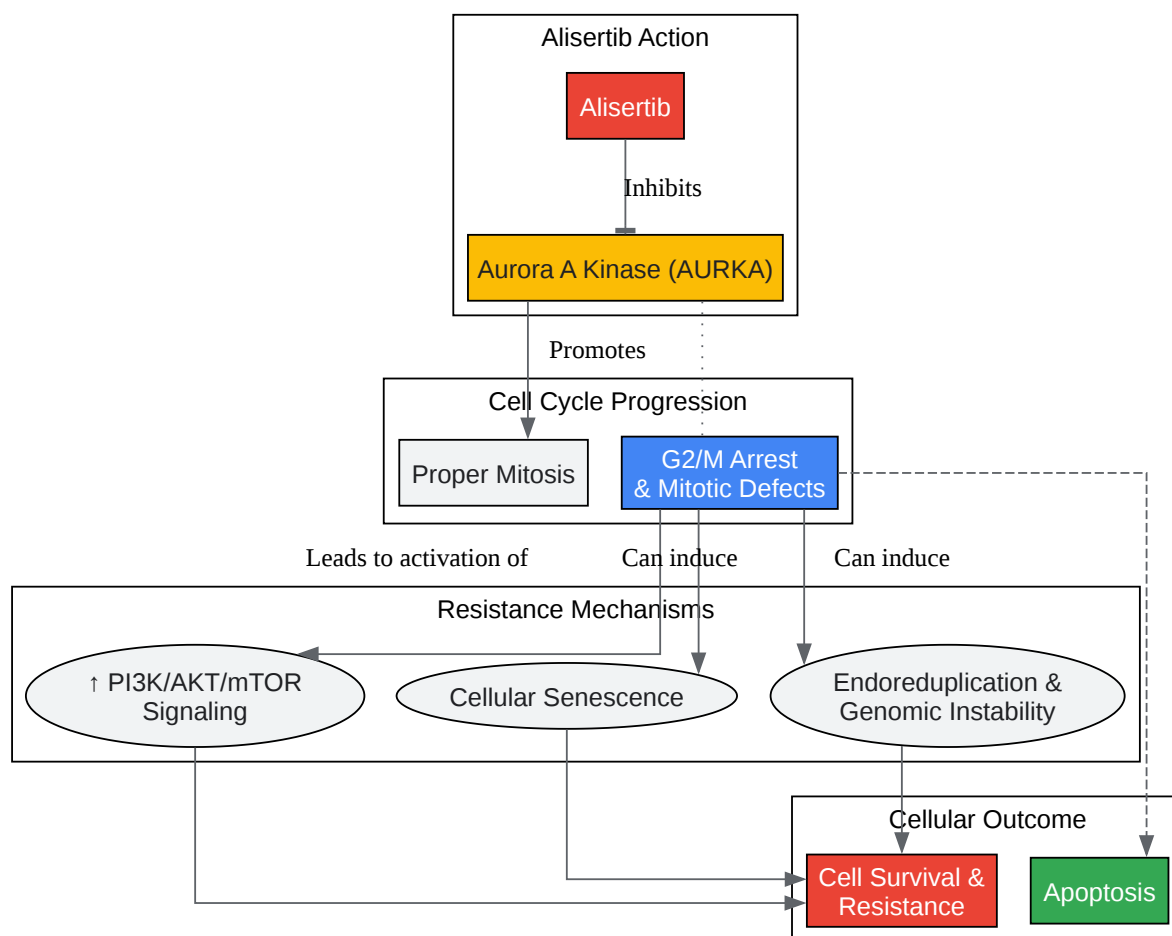 Alisertib Action
Alisertib
Inhibits
Aurora A Kinase (AURKA)
Promotes
Cell Cycle Progression
Proper Mitosis
G2/M Arrest
& Mitotic Defects
Leads to activation of
Can induce
Can induce
Resistance Mechanisms
↑ PI3K/AKT/mTOR
Signaling
Cellular Senescence
Endoreduplication &
Genomic Instability
Cellular Outcome
Cell Survival &
Resistance
Apoptosis